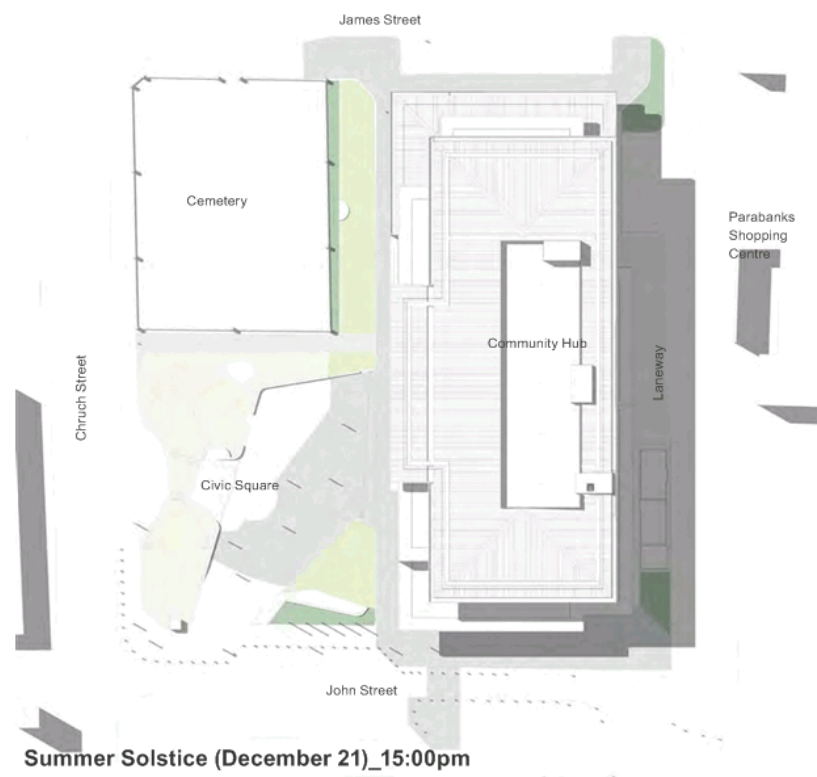 James Street
Cemetery
Parabanks
Shopping
Centre
Community Hub
Laneway
Chruch Street
Civic Square
John Street
Summer Solstice (December 21)_15:00pm